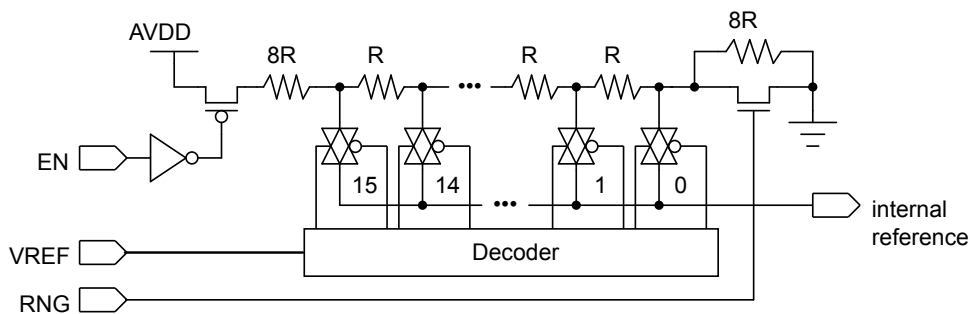 8R
AVDD
8R R ... R R
EN
15 14 1 0
...
internal
reference
Decoder
VREF
RNG